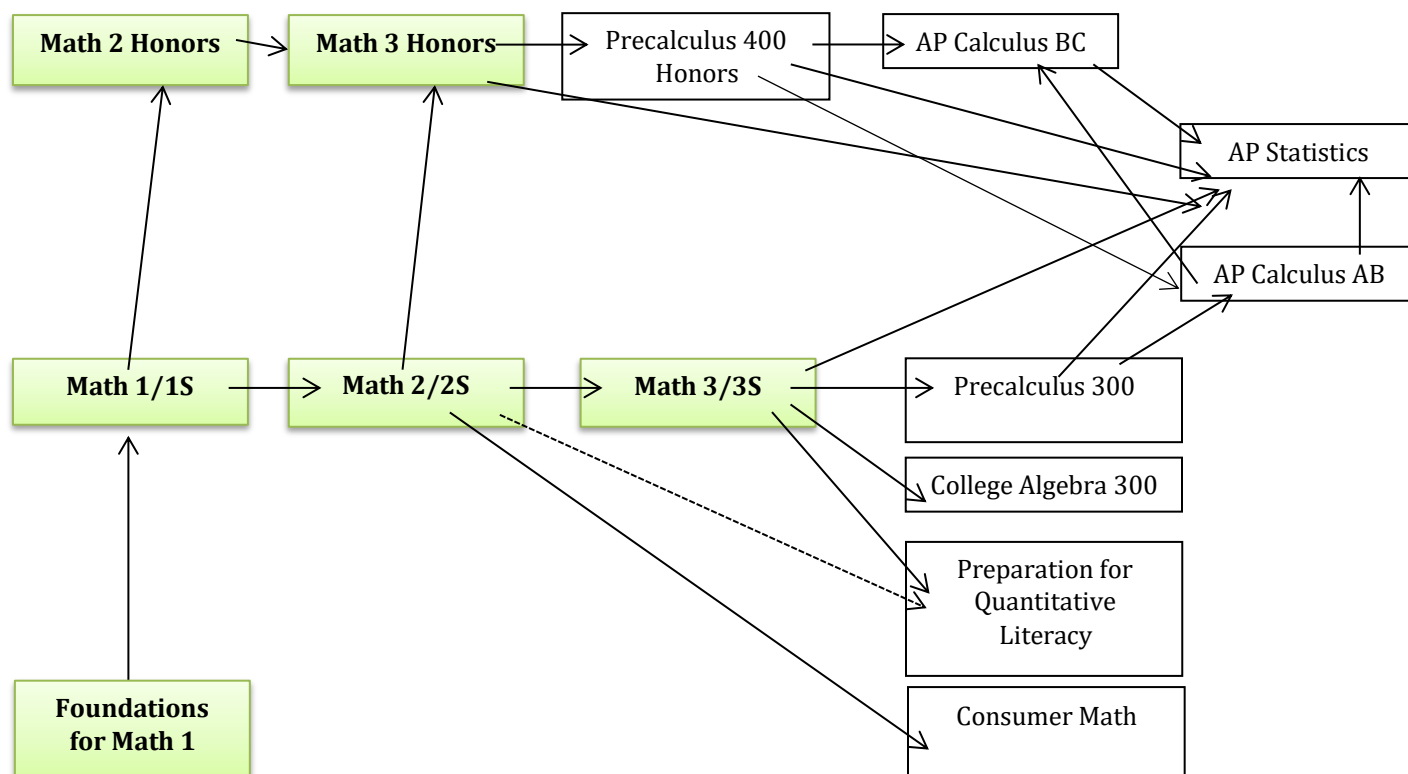 Math 2 Honors
Math 3 Honors
Precalculus 400
Honors
AP Calculus BC
AP Statistics
AP Calculus AB
Math 1/1S
Math 2/2S
Math 3/3S
Precalculus 300
College Algebra 300
Preparation for
Quantitative
Literacy
Foundations
for Math 1
Consumer Math